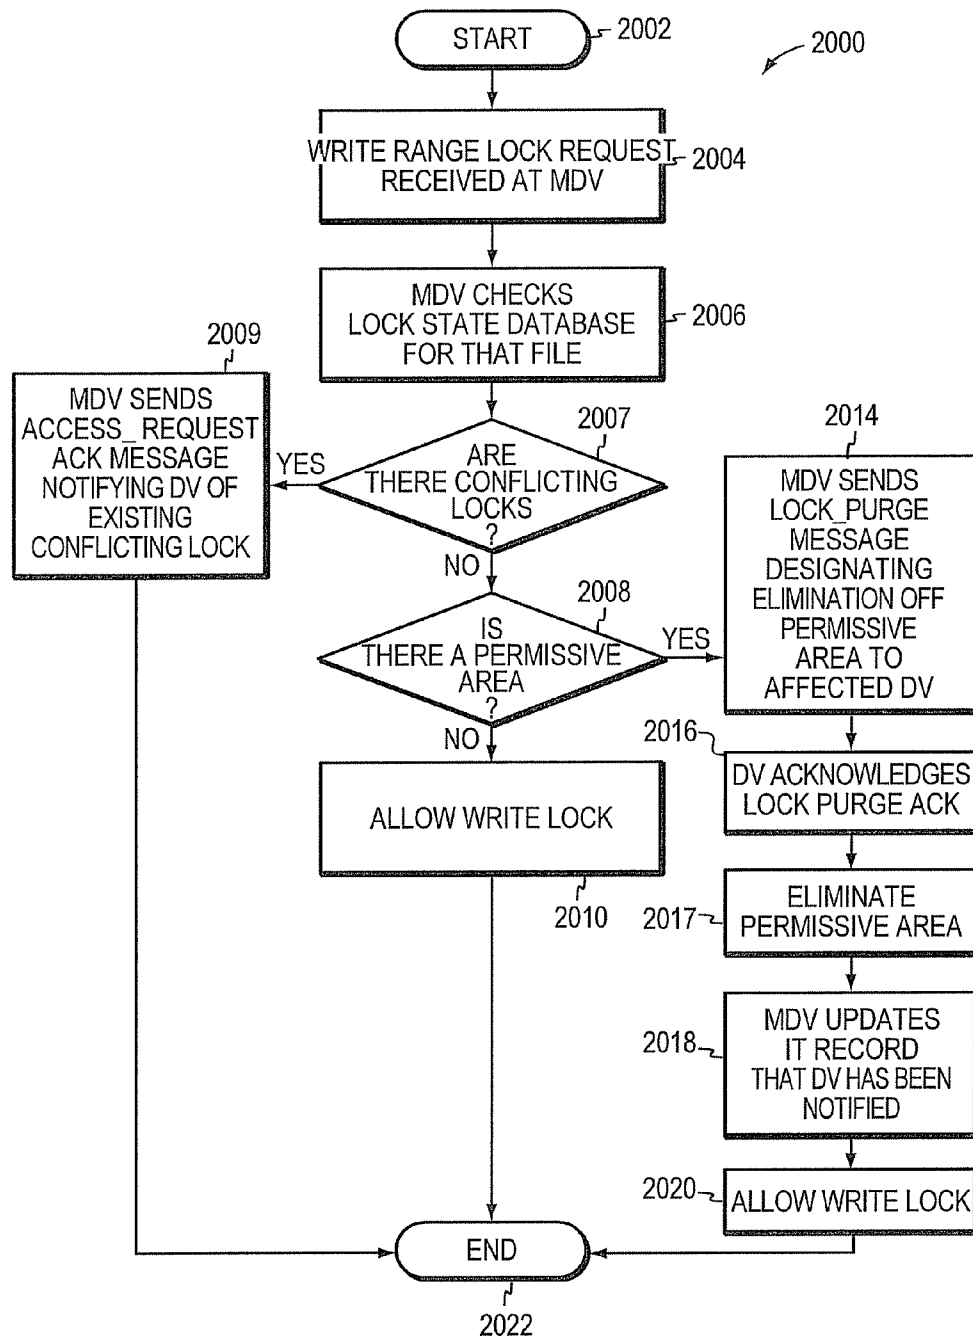 START
2002
2000
WRITE RANGE LOCK REQUEST
RECEIVED AT MDV
2004
MDV CHECKS
LOCK STATE DATABASE
FOR THAT FILE
2006
2009
MDV SENDS
ACCESS_ REQUEST
ACK MESSAGE
NOTIFYING DV OF
EXISTING
CONFLICTING LOCK
YES
2007
ARE
THERE CONFLICTING
LOCKS
?
NO
2008
IS
THERE A PERMISSIVE
AREA
?
YES
NO
2014
MDV SENDS
LOCK_PURGE
MESSAGE
DESIGNATING
ELIMINATION OFF
PERMISSIVE
AREA TO
AFFECTED DV
ALLOW WRITE LOCK
2010
2016
DV ACKNOWLEDGES
LOCK PURGE ACK
2017
ELIMINATE
PERMISSIVE AREA
2018
MDV UPDATES
IT RECORD
THAT DV HAS BEEN
NOTIFIED
2020
ALLOW WRITE LOCK
END
2022